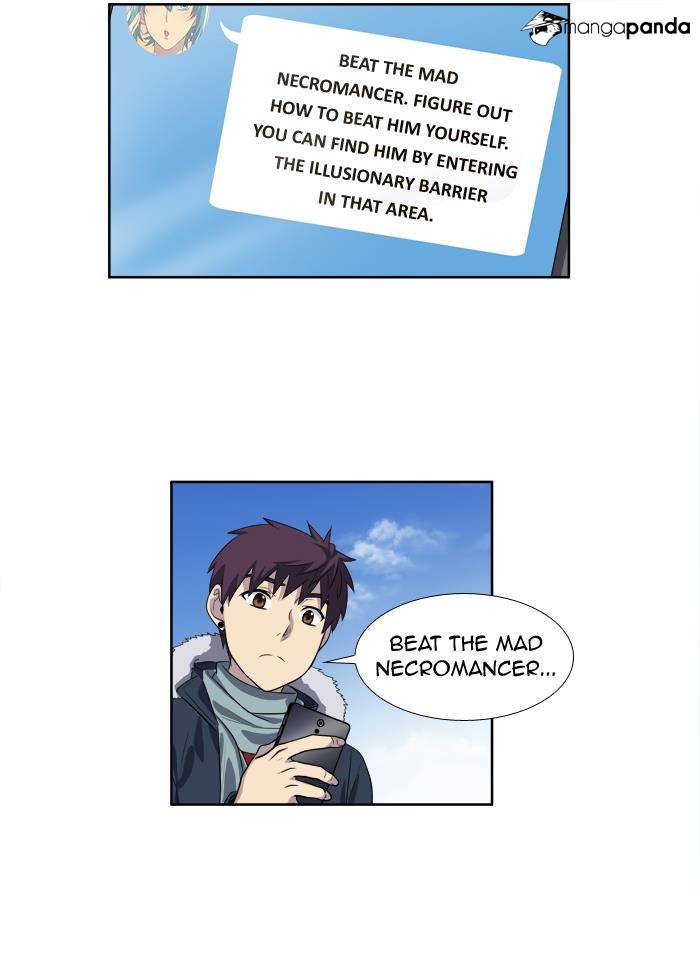 mangapanda
BEAT THE MAD
NECROMANCER. FIGURE OUT
HOW TO BEAT HIM YOURSELF.
YOU CAN FIND HIM BY ENTERING
THE ILLUSIONARY BARRIER
IN THAT AREA.
BEAT THE MAD
NECROMANCER...